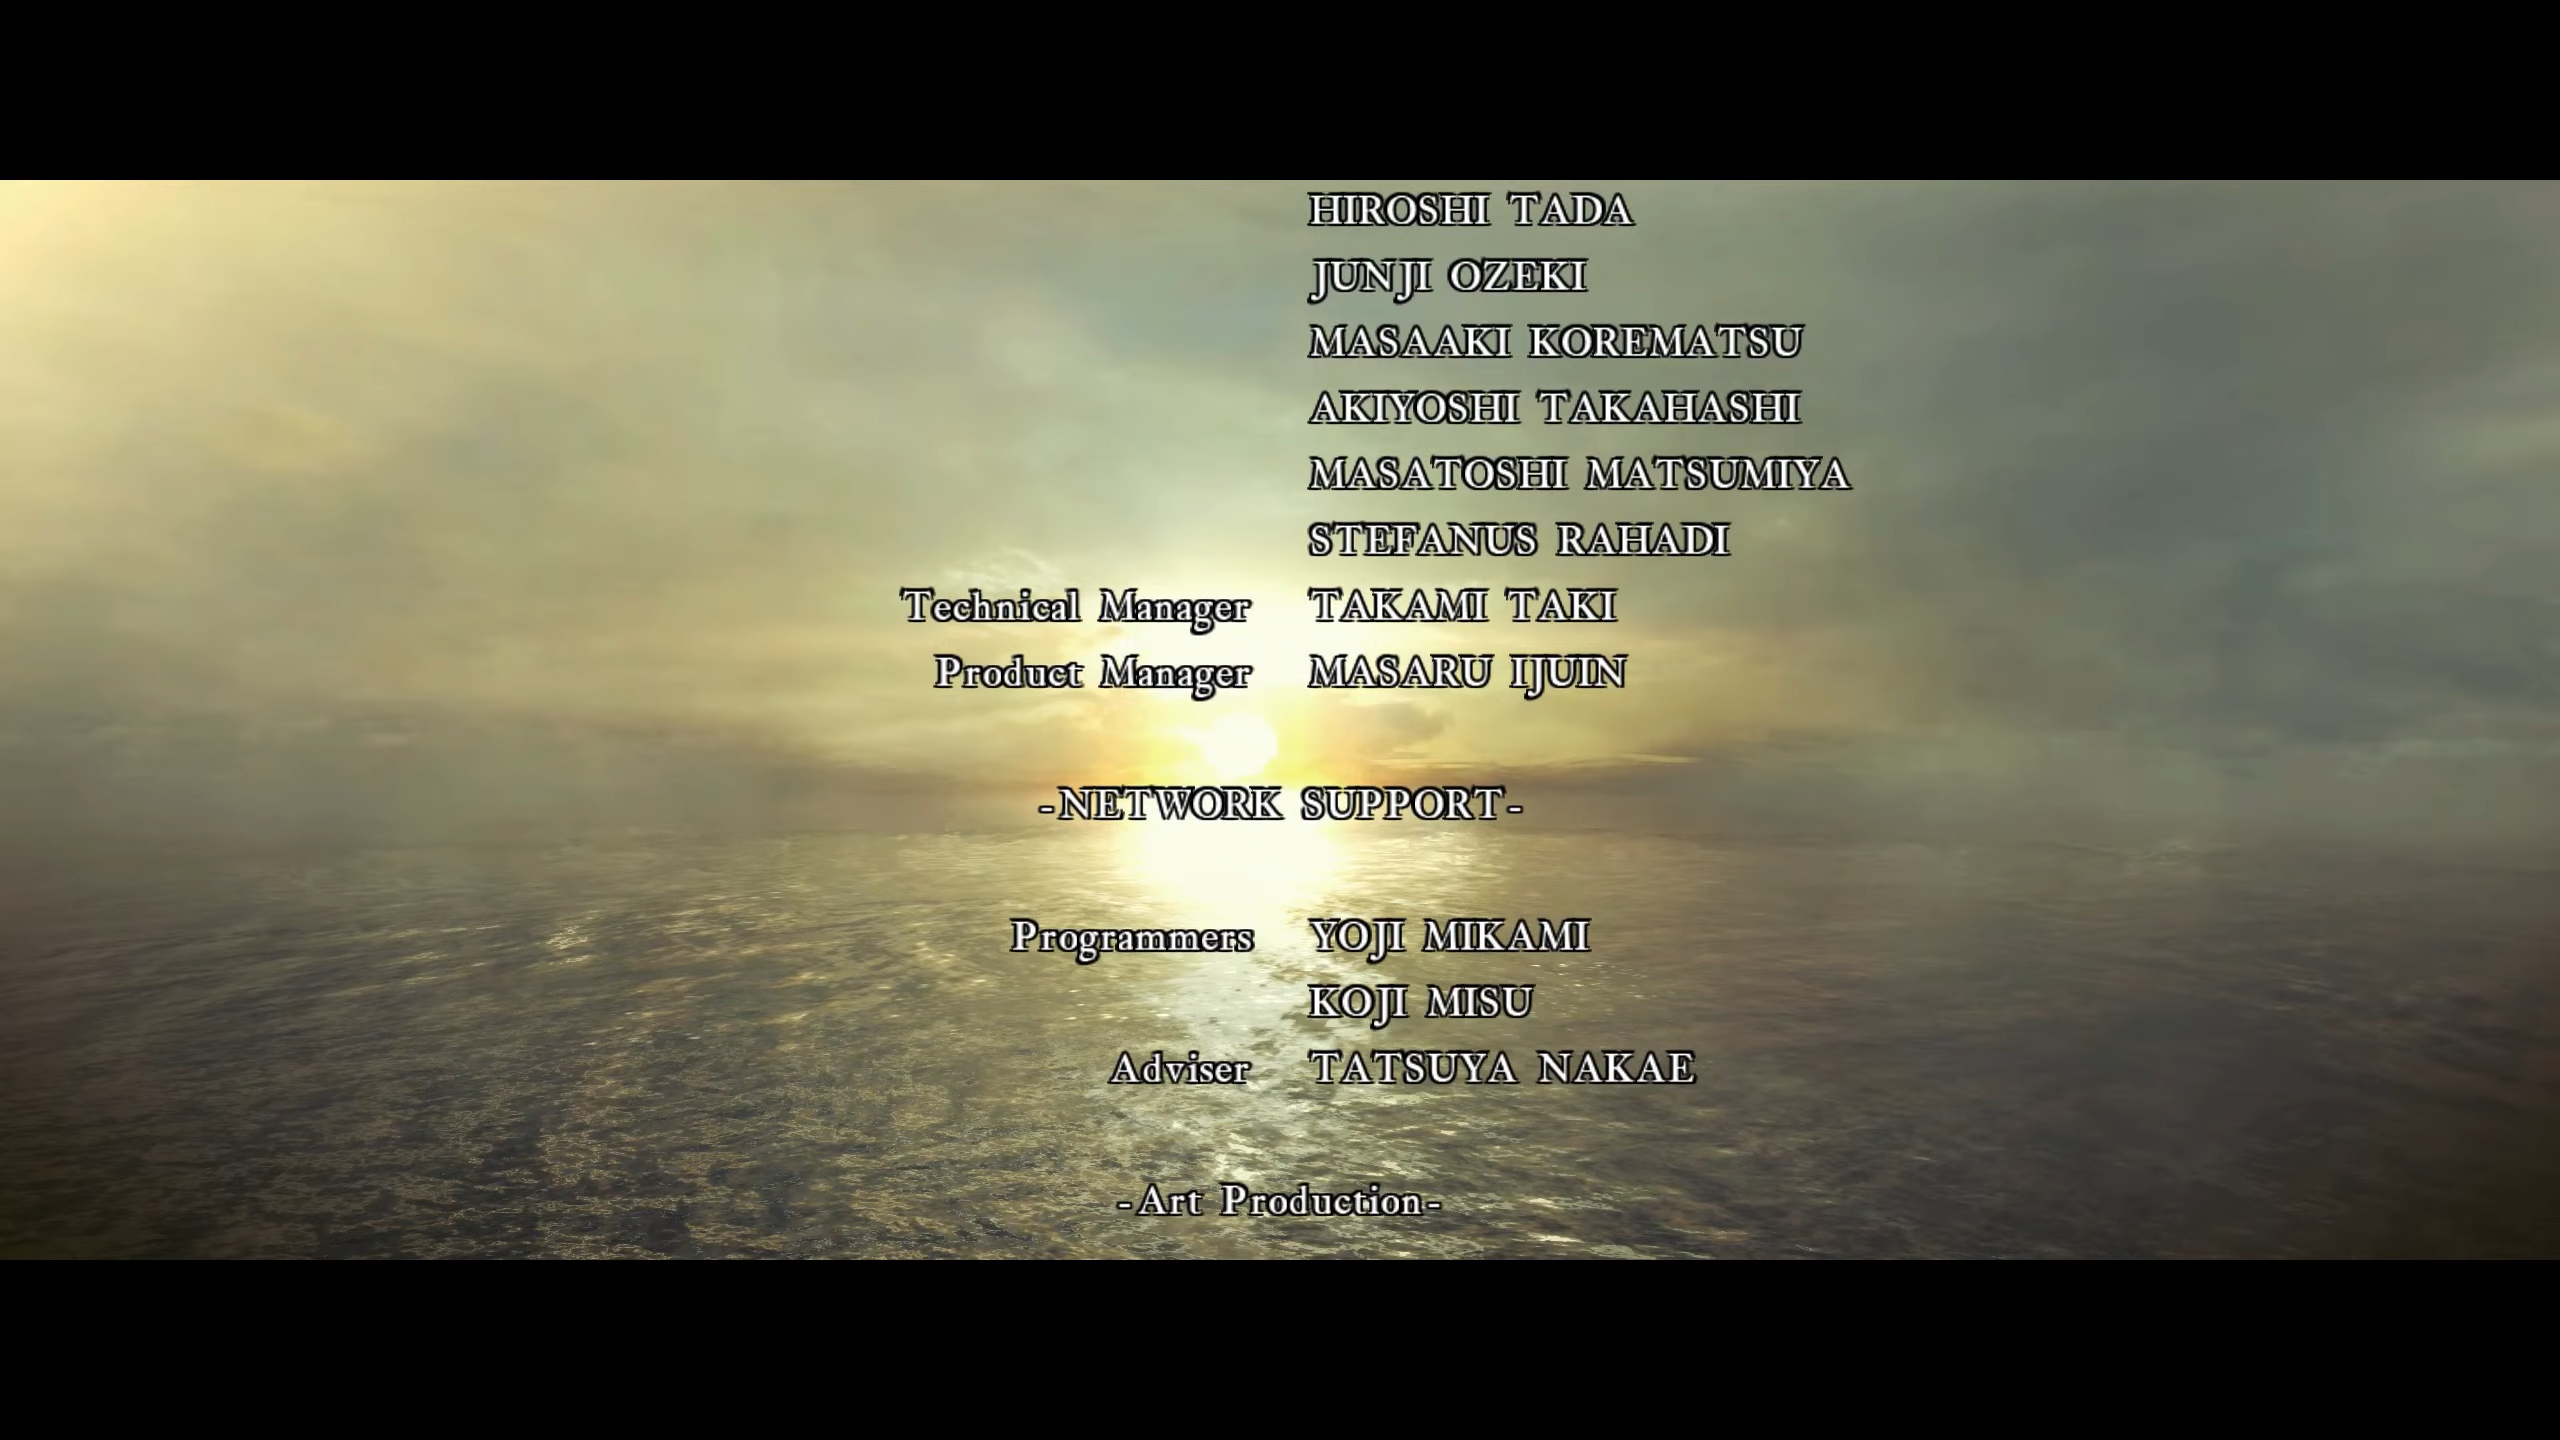 HIROSHI TADA
JUNJI OZEKI
MASAAKI KOREMATSU
AKIYOSHI TAKAHASHI
MASATOSHI MATSUMIYA
STEFANUS RAHADI
Technical Manager TAKAMI TAKI
Product Manager MASARU IJUIN
-NETWORK SUPPORT-
Programmers YOJI MIKAMI
KOJI MISU
Adviser TATSUYA NAKAE
-Art Production-